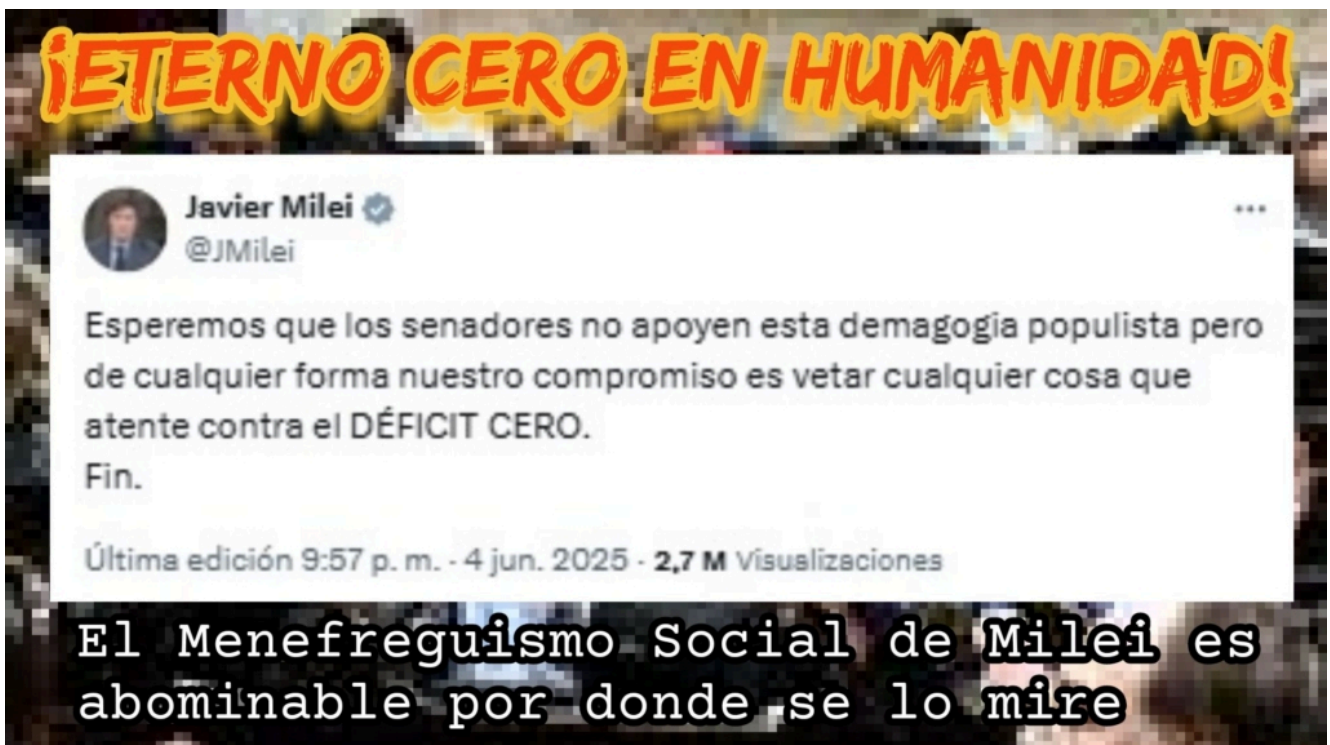 ¡ETERNO CERO EN HUMANIDAD!
Javier Milei
@JMilei
Esperemos que los senadores no apoyen esta demagogia populista pero
de cualquier forma nuestro compromiso es vetar cualquier cosa que
atente contra el DÉFICIT CERO.
Fin.
Última edición 9:57 p. m. · 4 jun. 2025 · 2,7 M Visualizaciones
El Menefreguismo Social de Milei es
abominable por donde se lo mire